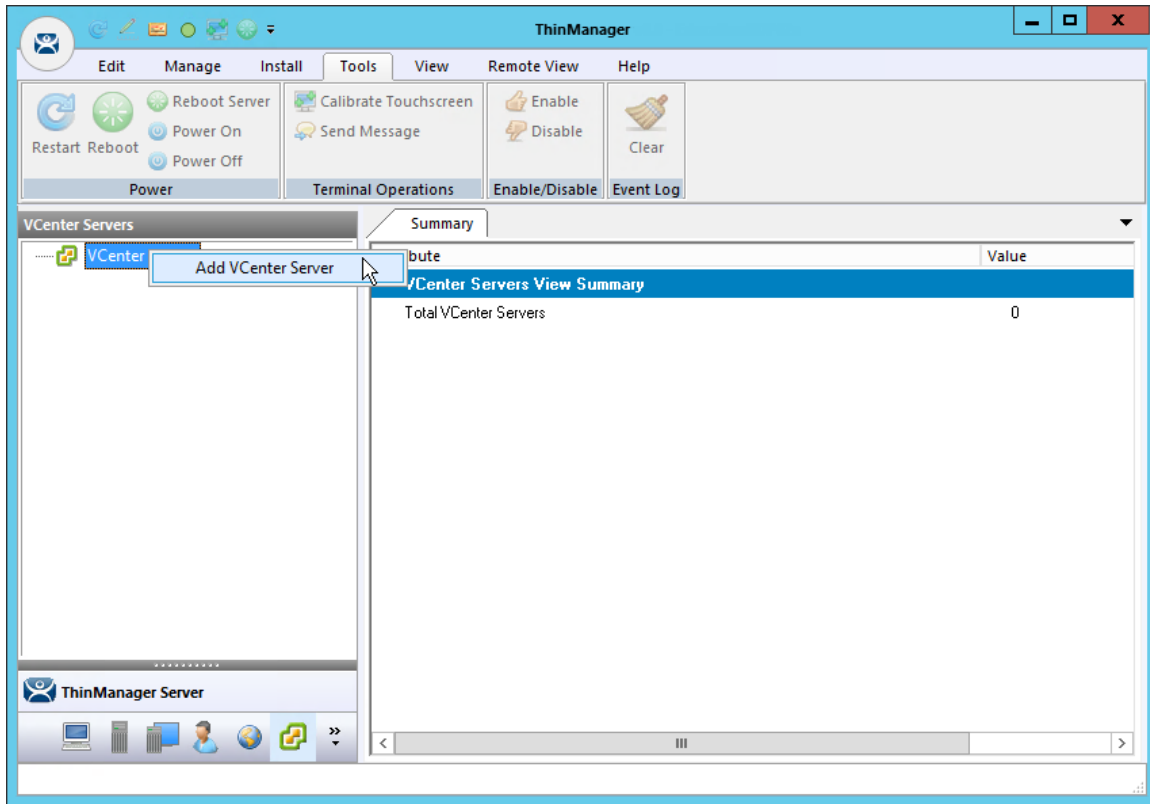 ThinManager
Edit Manage Install Tools View Remote View Help
Restart Reboot Reboot Server Power On Power Off
Calibrate Touchscreen Send Message
Enable Disable
Clear
Power Terminal Operations Enable/Disable Event Log
VCenter Servers
Summary
VCenter
Add VCenter Server
bute Value
VCenter Servers View Summary
Total VCenter Servers 0
ThinManager Server